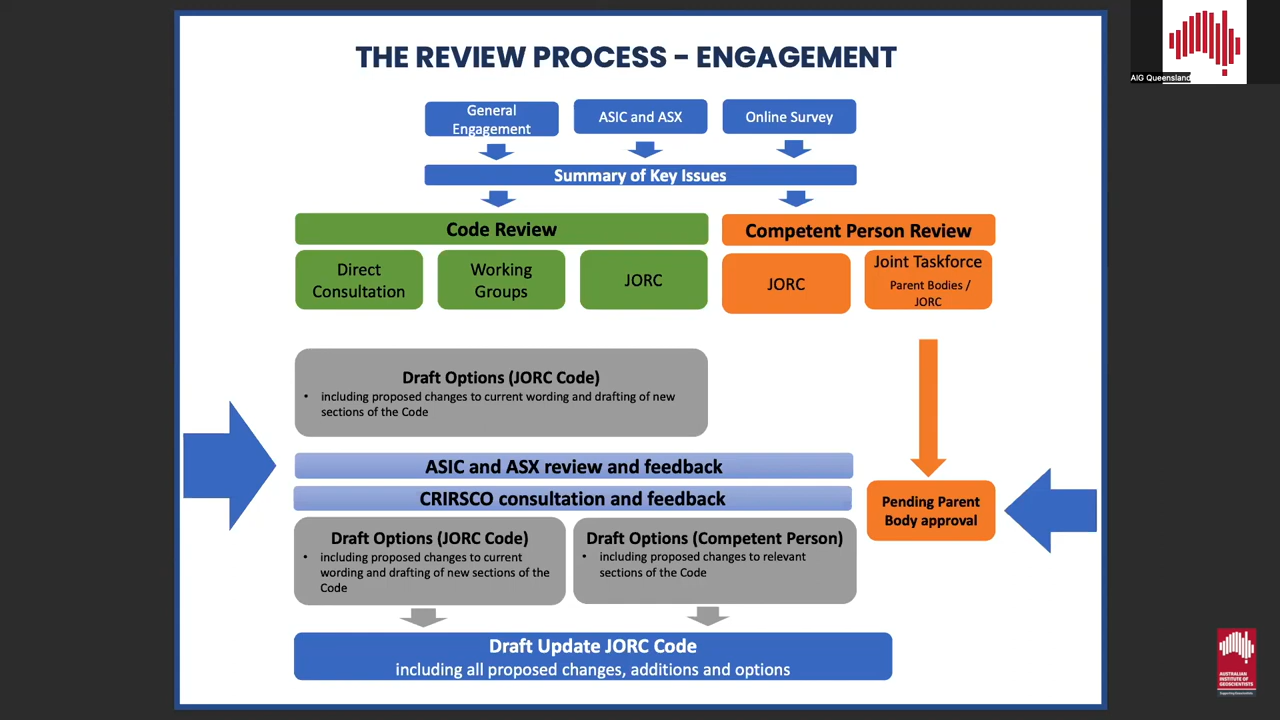 THE REVIEW PROCESS – ENGAGEMENT
AIG Queensland
General
Engagement
ASIC and ASX
Online Survey
Summary of Key Issues
Code Review
Competent Person Review
Direct
Consultation
Working
Groups
JORC
JORC
Joint Taskforce
Parent Bodies /
JORC
Draft Options (JORC Code)
• including proposed changes to current wording and drafting of new
sections of the Code
ASIC and ASX review and feedback
CRIRSCO consultation and feedback
Pending Parent
Body approval
Draft Options (JORC Code)
• including proposed changes to current
wording and drafting of new sections of the
Code
Draft Options (Competent Person)
• including proposed changes to relevant
sections of the Code
Draft Update JORC Code
including all proposed changes, additions and options
AUSTRALIAN
INSTITUTE OF
GEOSCIENTISTS